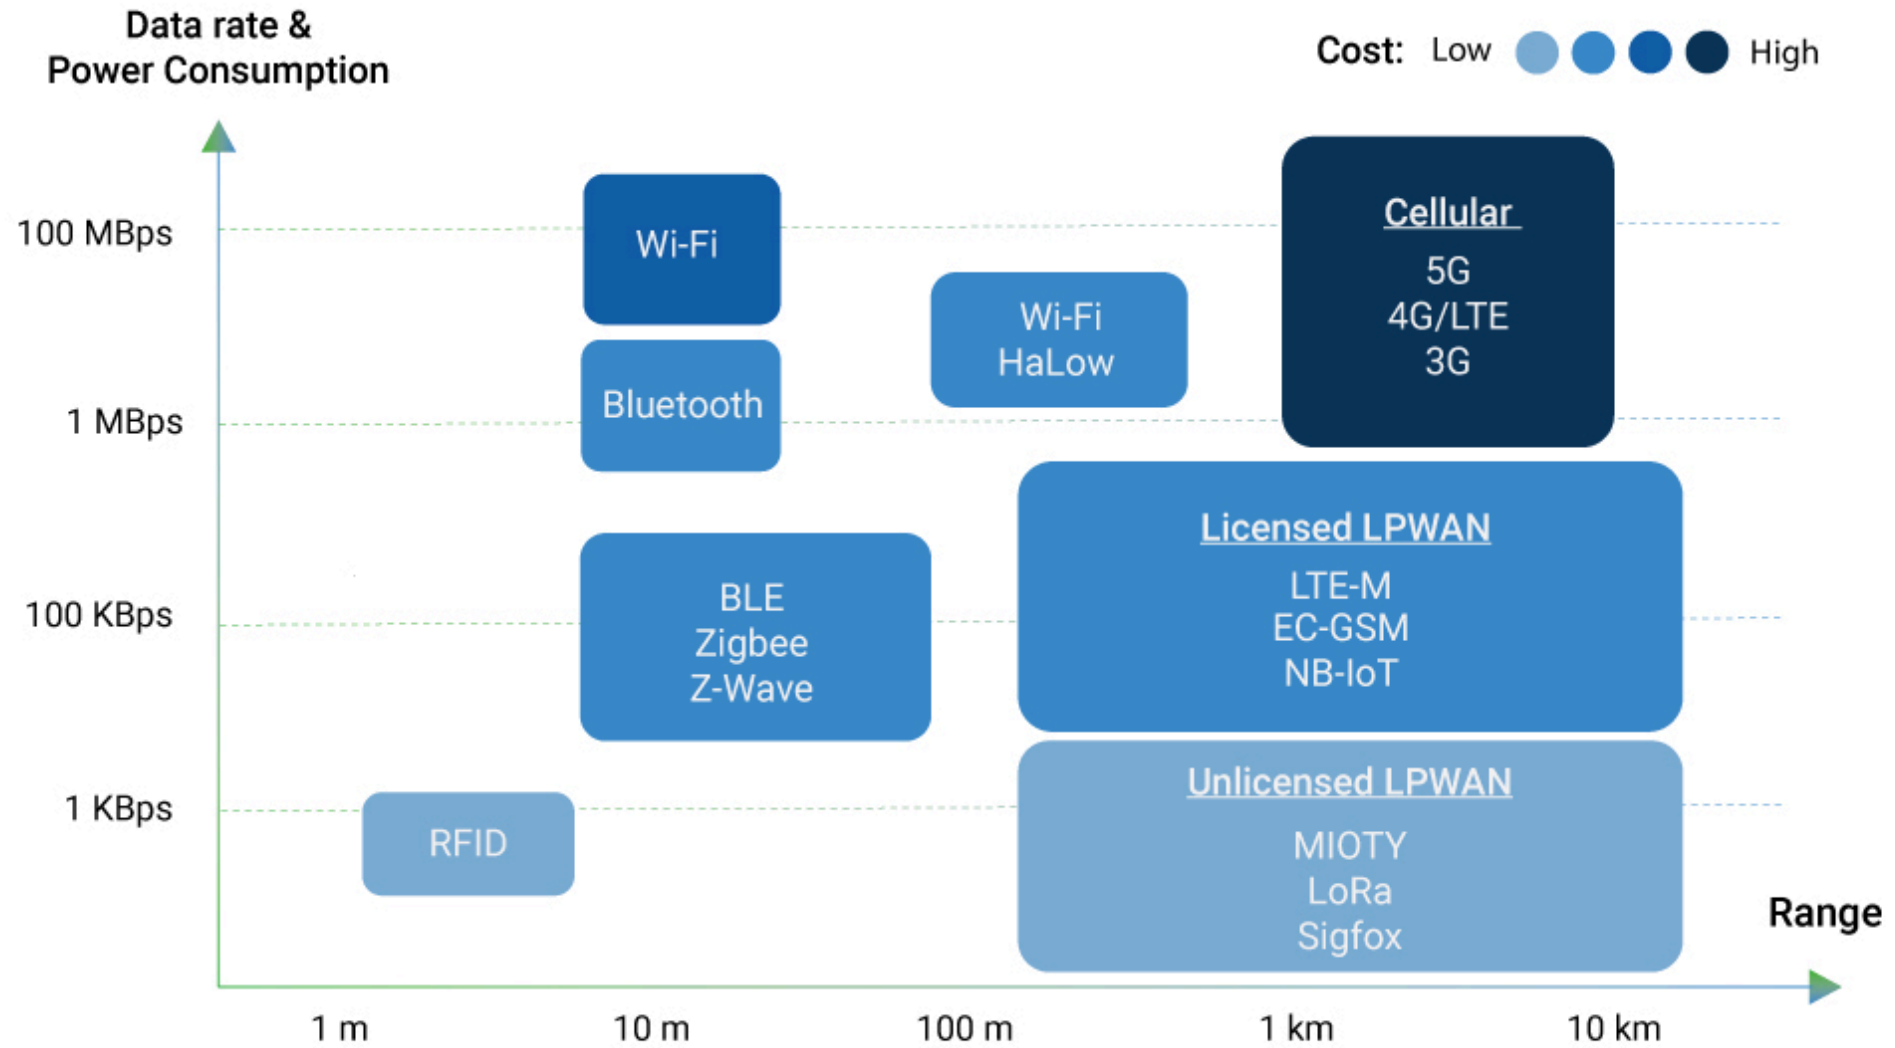 Data rate &
Power Consumption
Cost: Low High
100 MBps
1 MBps
100 KBps
1 KBps
Wi-Fi
Bluetooth
Wi-Fi
HaLow
Cellular
5G
4G/LTE
3G
BLE
Zigbee
Z-Wave
Licensed LPWAN
LTE-M
EC-GSM
NB-IoT
RFID
Unlicensed LPWAN
MIOTY
LoRa
Sigfox
Range
1 m
10 m
100 m
1 km
10 km